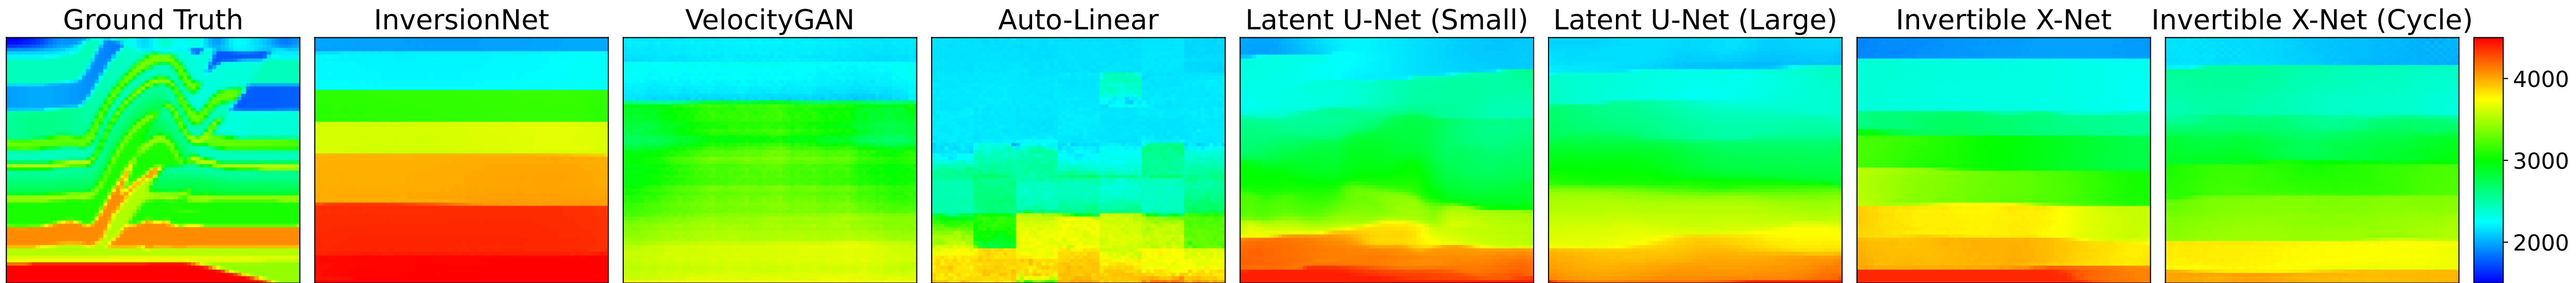 Ground Truth
InversionNet
VelocityGAN
Auto-Linear
Latent U-Net (Small)
Latent U-Net (Large)
Invertible X-Net
Invertible X-Net (Cycle)
4000
3000
2000